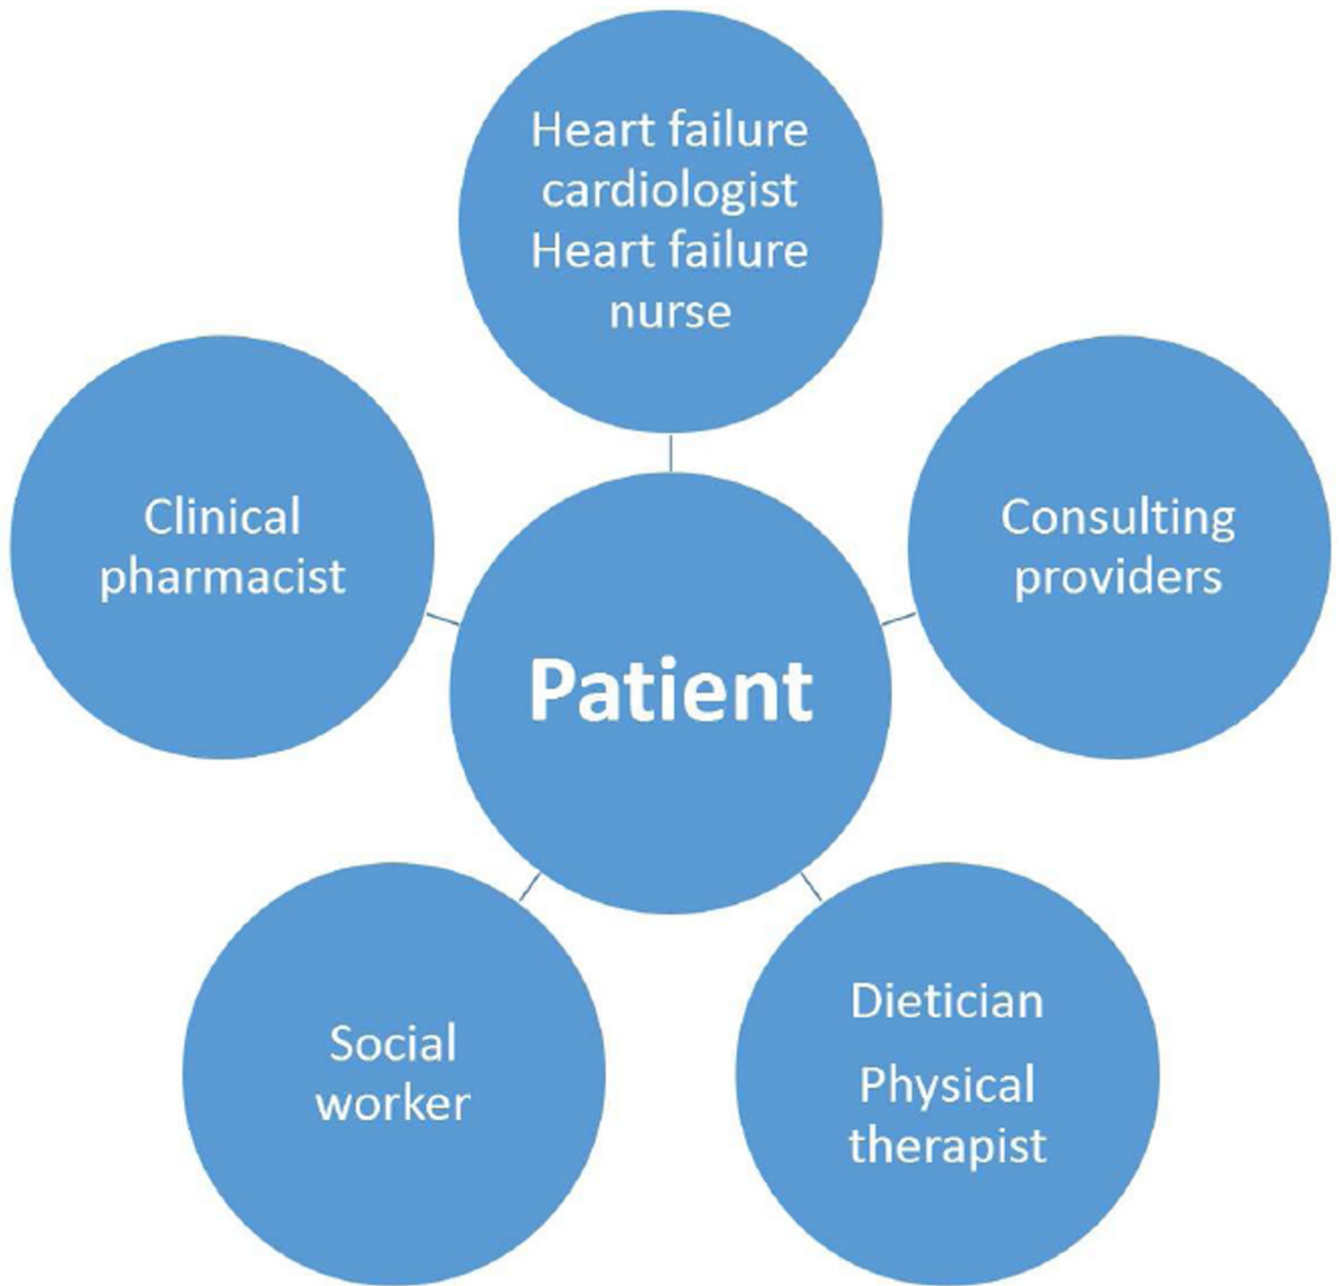 Heart failure
cardiologist
Heart failure
nurse
Clinical
pharmacist
Consulting
providers
Patient
Social
worker
Dietician
Physical
therapist